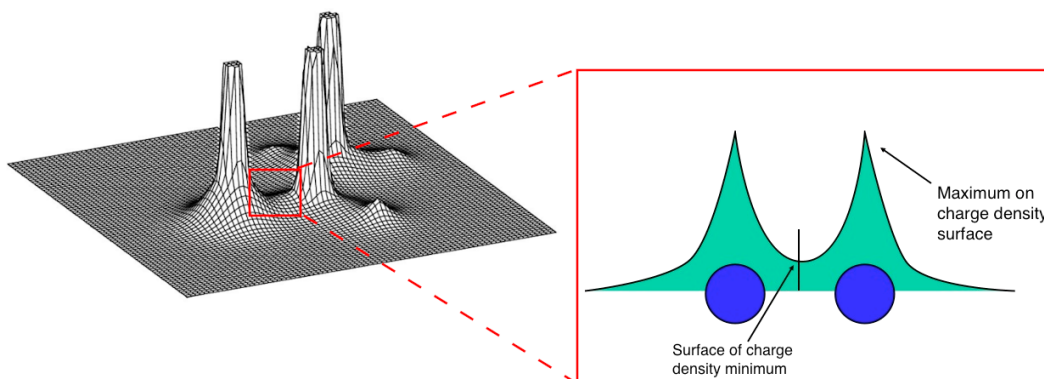 Maximum on
charge density
surface
Surface of charge
density minimum